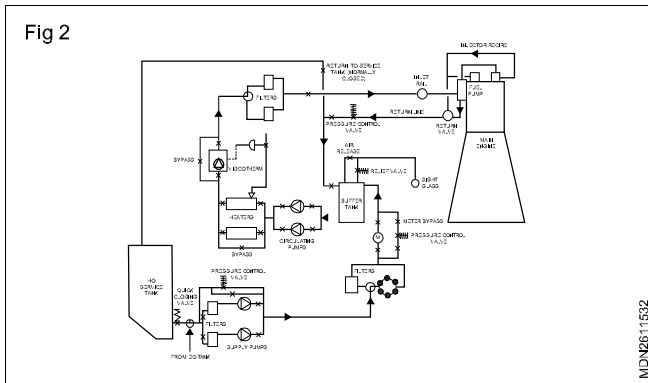 Fig 2
INJECTOR RECIRC
RETURN TO SERVICE
TANK (NORMALLY
CLOSED)
INLET
RAIL
FUEL
PUMP
FILTERS
RETURN LINE
PRESSURE CONTROL
VALVE
RETURN
VALVE
MAIN
ENGINE
AIR
RELEASE
BYPASS
VISCOTHERM
RELIEF VALVE
SIGHT
GLASS
HEATERS
BUFFER
TANK
METER BYPASS
CIRCULATING
PUMPS
BYPASS
M
PRESSURE CONTROL
VALVE
HO
SERVICE
TANK
QUICK
CLOSING
VALVE
PRESSURE CONTROL
VALVE
FILTERS
FILTERS
SUPPLY PUMPS
FROM DO TANK
MDN2611532